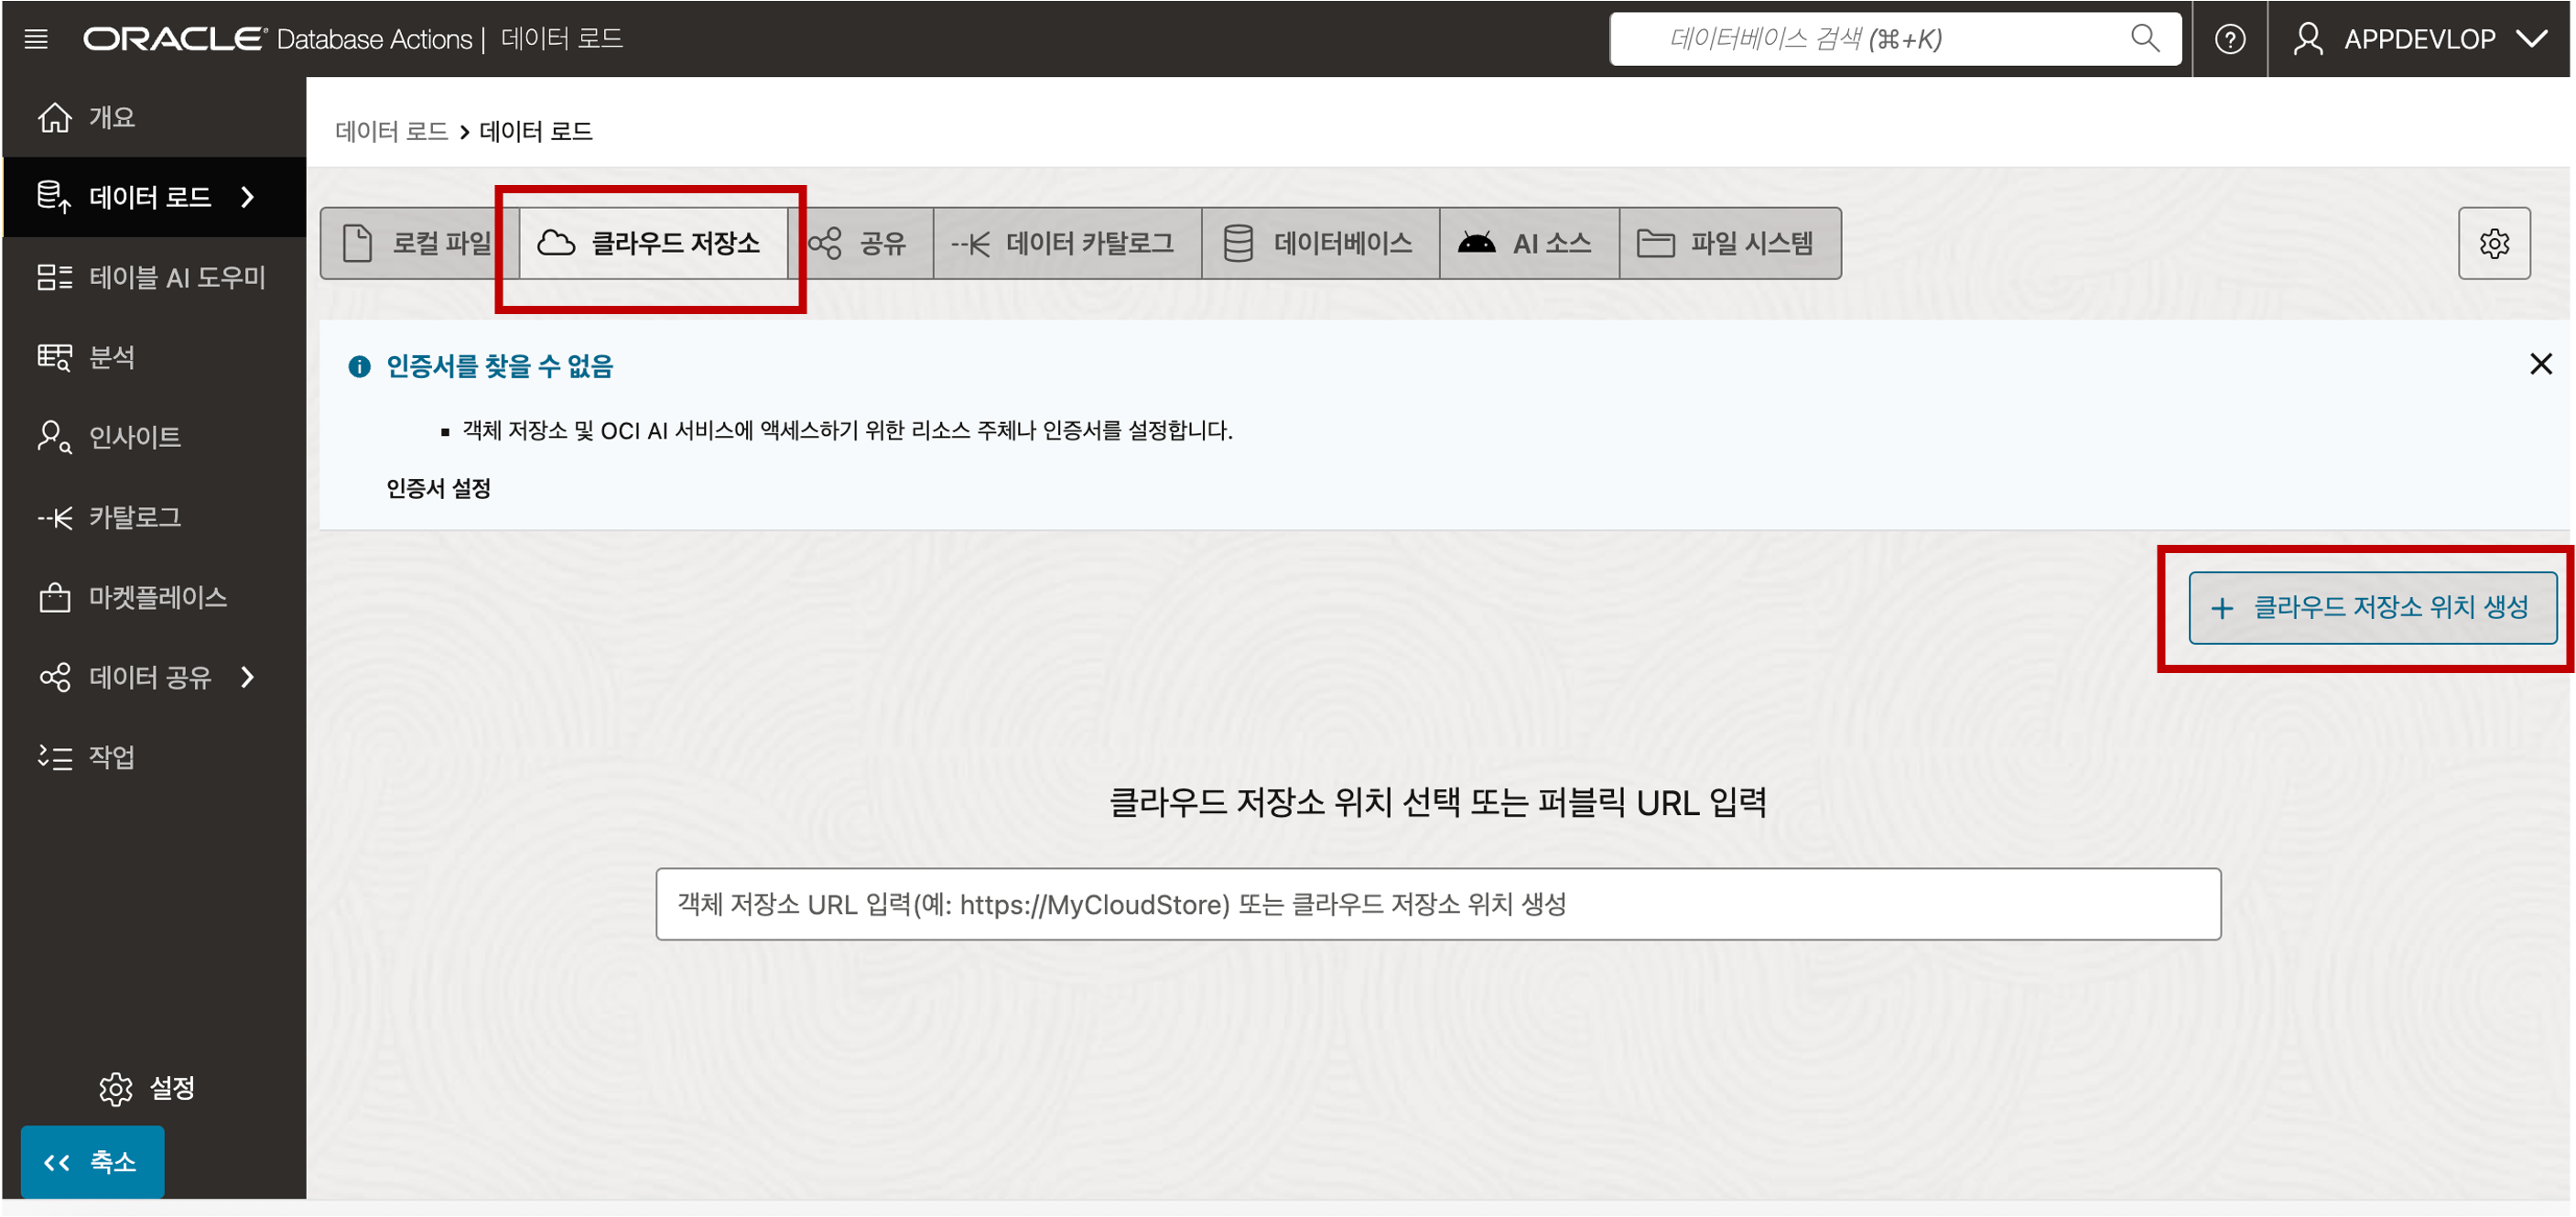 ORACLE Database Actions | 데이터 로드
데이터베이스 검색 (⌘+K)
APPDEVLOP
개요
데이터 로드
테이블 AI 도우미
분석
인사이트
카탈로그
마켓플레이스
데이터 공유
작업
설정
축소
데이터 로드 > 데이터 로드
로컬 파일
클라우드 저장소
공유
데이터 카탈로그
데이터베이스
AI 소스
파일 시스템
인증서를 찾을 수 없음
▪ 객체 저장소 및 OCI AI 서비스에 액세스하기 위한 리소스 주체나 인증서를 설정합니다.
인증서 설정
+ 클라우드 저장소 위치 생성
클라우드 저장소 위치 선택 또는 퍼블릭 URL 입력
객체 저장소 URL 입력(예: https://MyCloudStore) 또는 클라우드 저장소 위치 생성